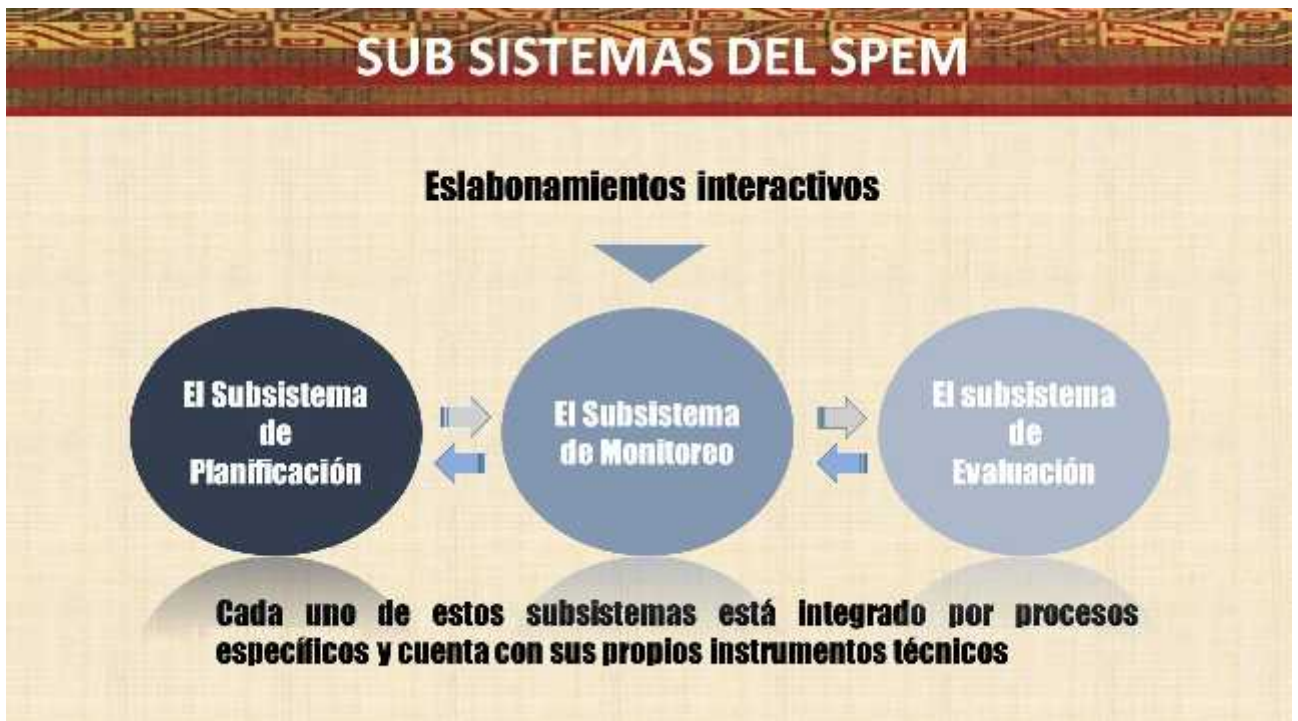 SUB SISTEMAS DEL SPEM
Eslabonamientos interactivos
El Subsistema
de
Planificación
El Subsistema
de Monitoreo
El subsistema
de
Evaluación
Cada uno de estos subsistemas está integrado por procesos
específicos y cuenta con sus propios instrumentos técnicos